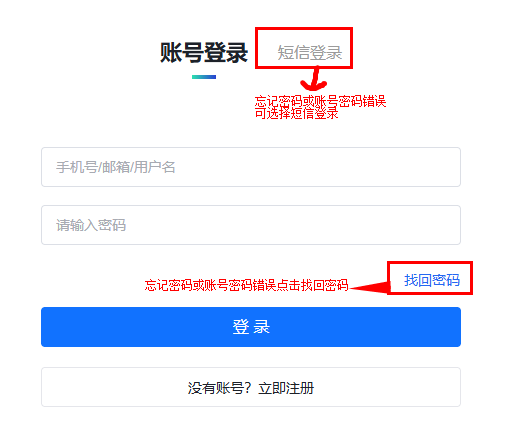 账号登录 短信登录
忘记密码或账号密码错误
可选择短信登录
手机号/邮箱/用户名
请输入密码
忘记密码或账号密码错误点击找回密码 找回密码
登录
没有账号？立即注册